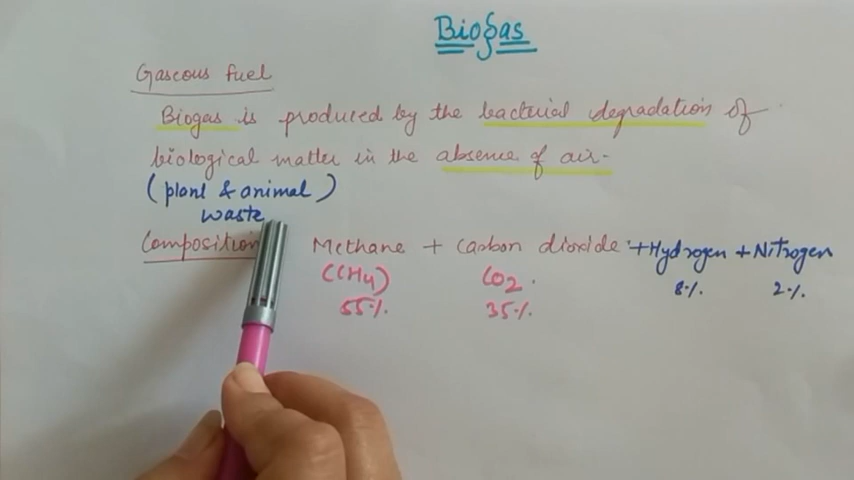 Biogas
Gaseous fuel
Biogas is produced by the bacterial degradation of
biological matter in the absence of air.
(plant & animal)
waste
Composition Methane + Carbon dioxide + Hydrogen + Nitrogen
(CH4) CO2 8% 2%
55% 35%